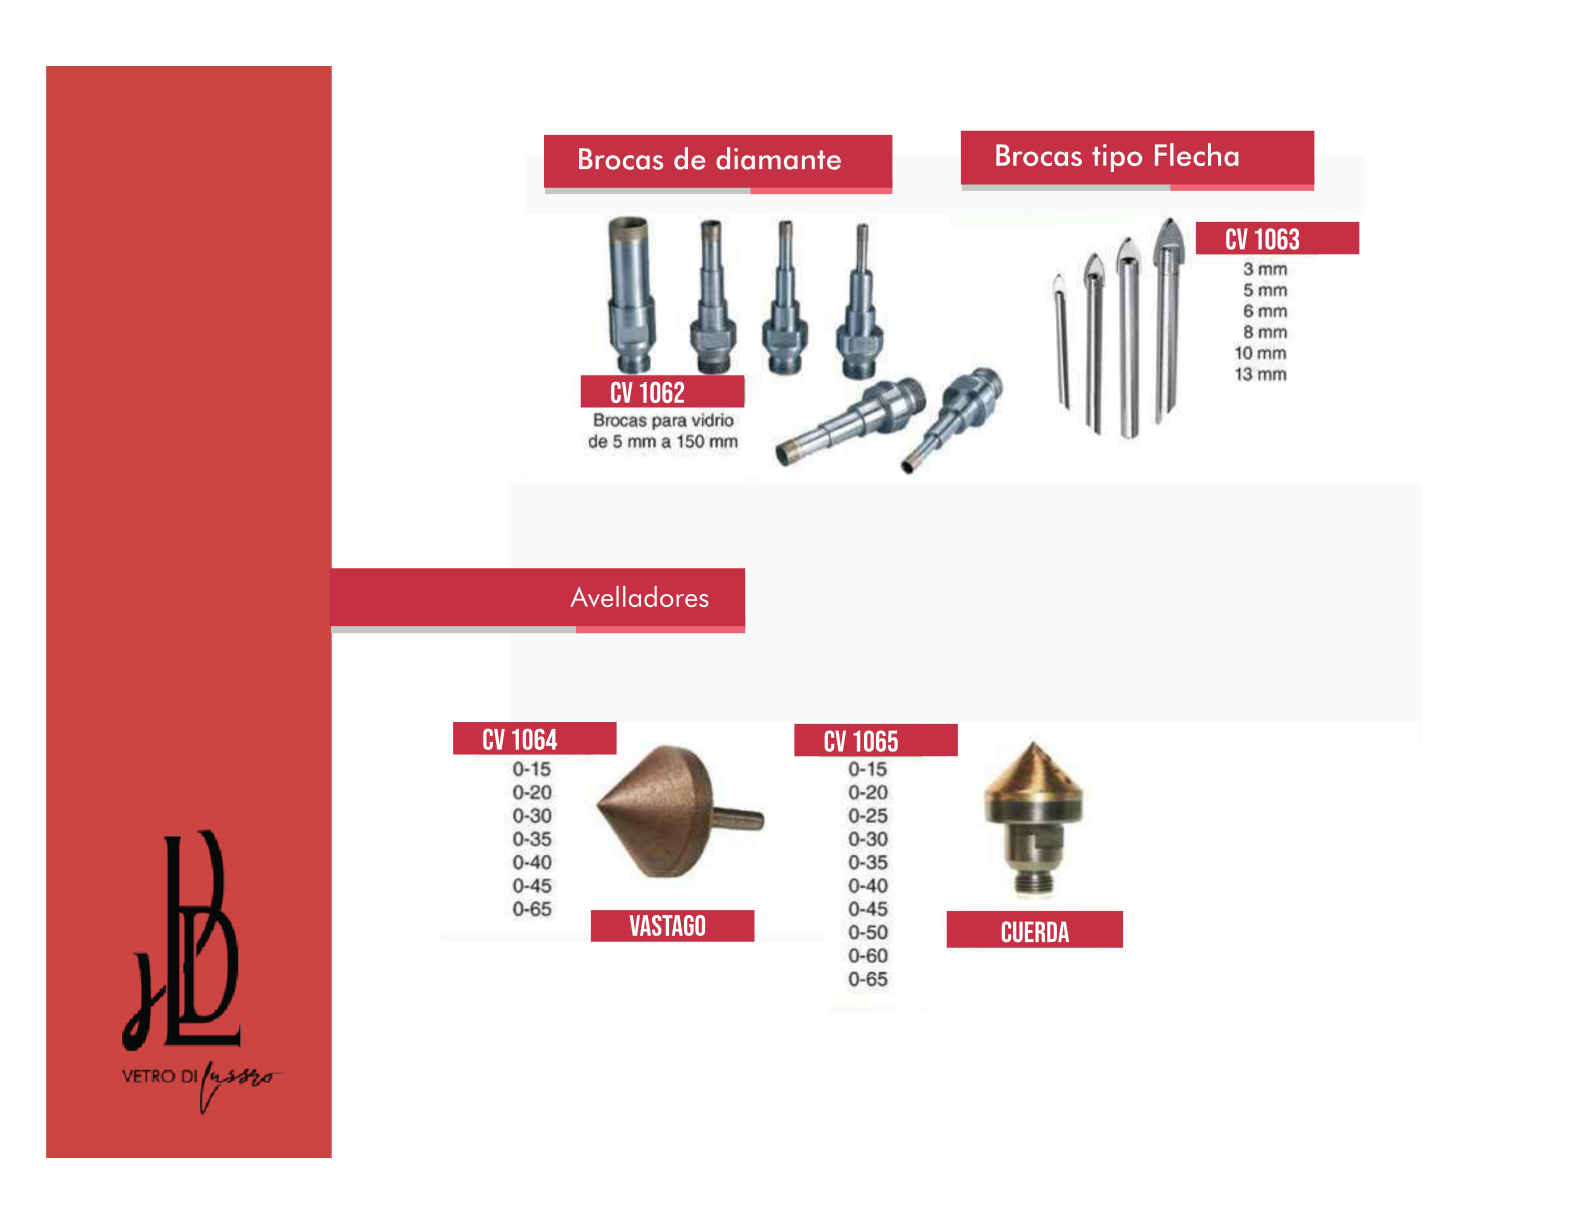 Brocas de diamante
Brocas tipo Flecha
CV 1063
3 mm
5 mm
6 mm
8 mm
10 mm
13 mm
CV 1062
Brocas para vidrio
de 5 mm a 150 mm
Avelladores
CV 1064
0-15
0-20
0-30
0-35
0-40
0-45
0-65
VASTAGO
CV 1065
0-15
0-20
0-25
0-30
0-35
0-40
0-45
0-50
0-60
0-65
CUERDA
VETRO DI Lussro